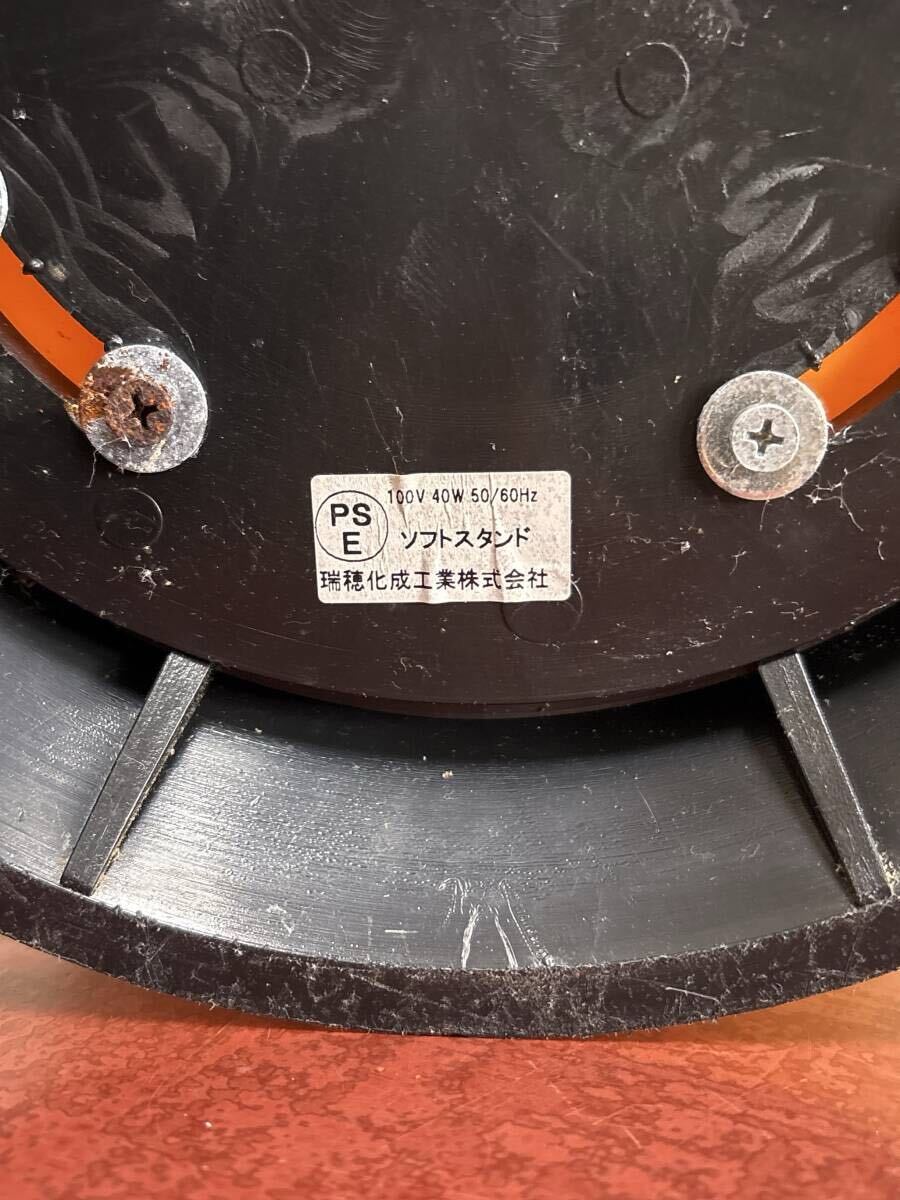 PS
E
100V 40W 50/60Hz
ソフトスタンド
瑞穂化成工業株式会社